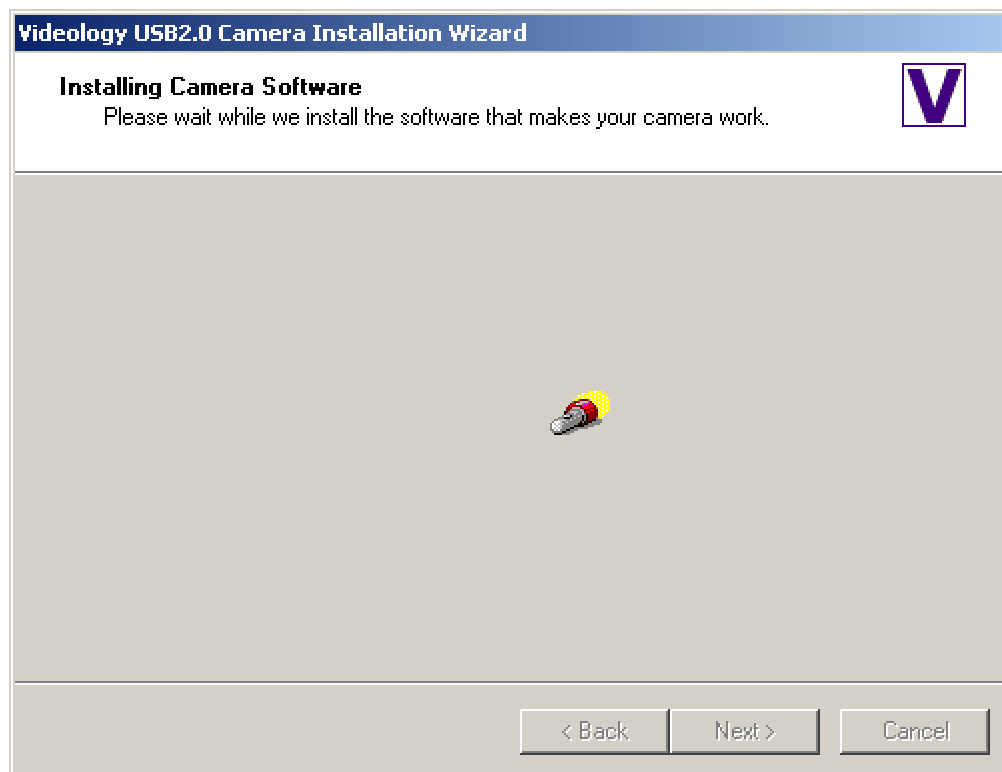 Videology USB2.0 Camera Installation Wizard
Installing Camera Software
Please wait while we install the software that makes your camera work.
V
< Back
Next >
Cancel